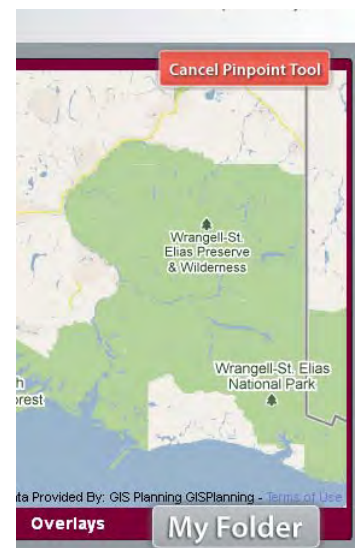 Cancel Pinpoint Tool
Wrangell-St.
Elias Preserve
& Wilderness
Wrangell-St. Elias
National Park
h
orest
ta Provided By: GIS Planning GISPlanning - Terms of Use
Overlays
My Folder